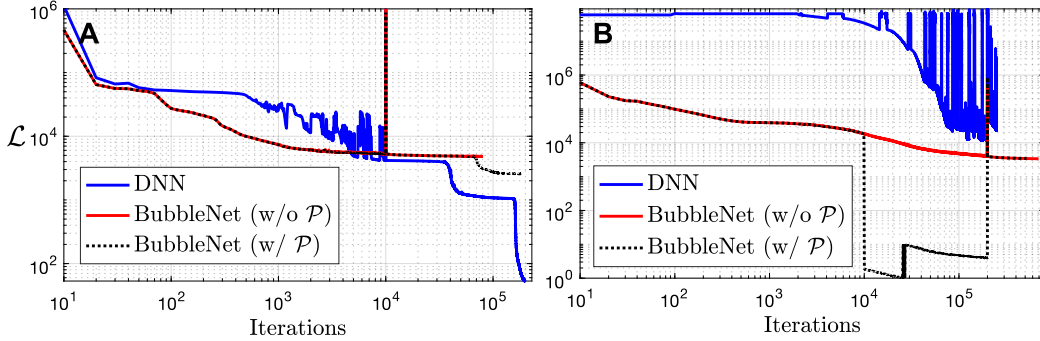 A
10^6
10^4
10^2
ℒ
DNN
BubbleNet (w/o 𝒫)
BubbleNet (w/ 𝒫)
10^1
10^2
10^3
10^4
10^5
Iterations
B
10^6
10^4
10^2
10^0
DNN
BubbleNet (w/o 𝒫)
BubbleNet (w/ 𝒫)
10^1
10^2
10^3
10^4
10^5
Iterations